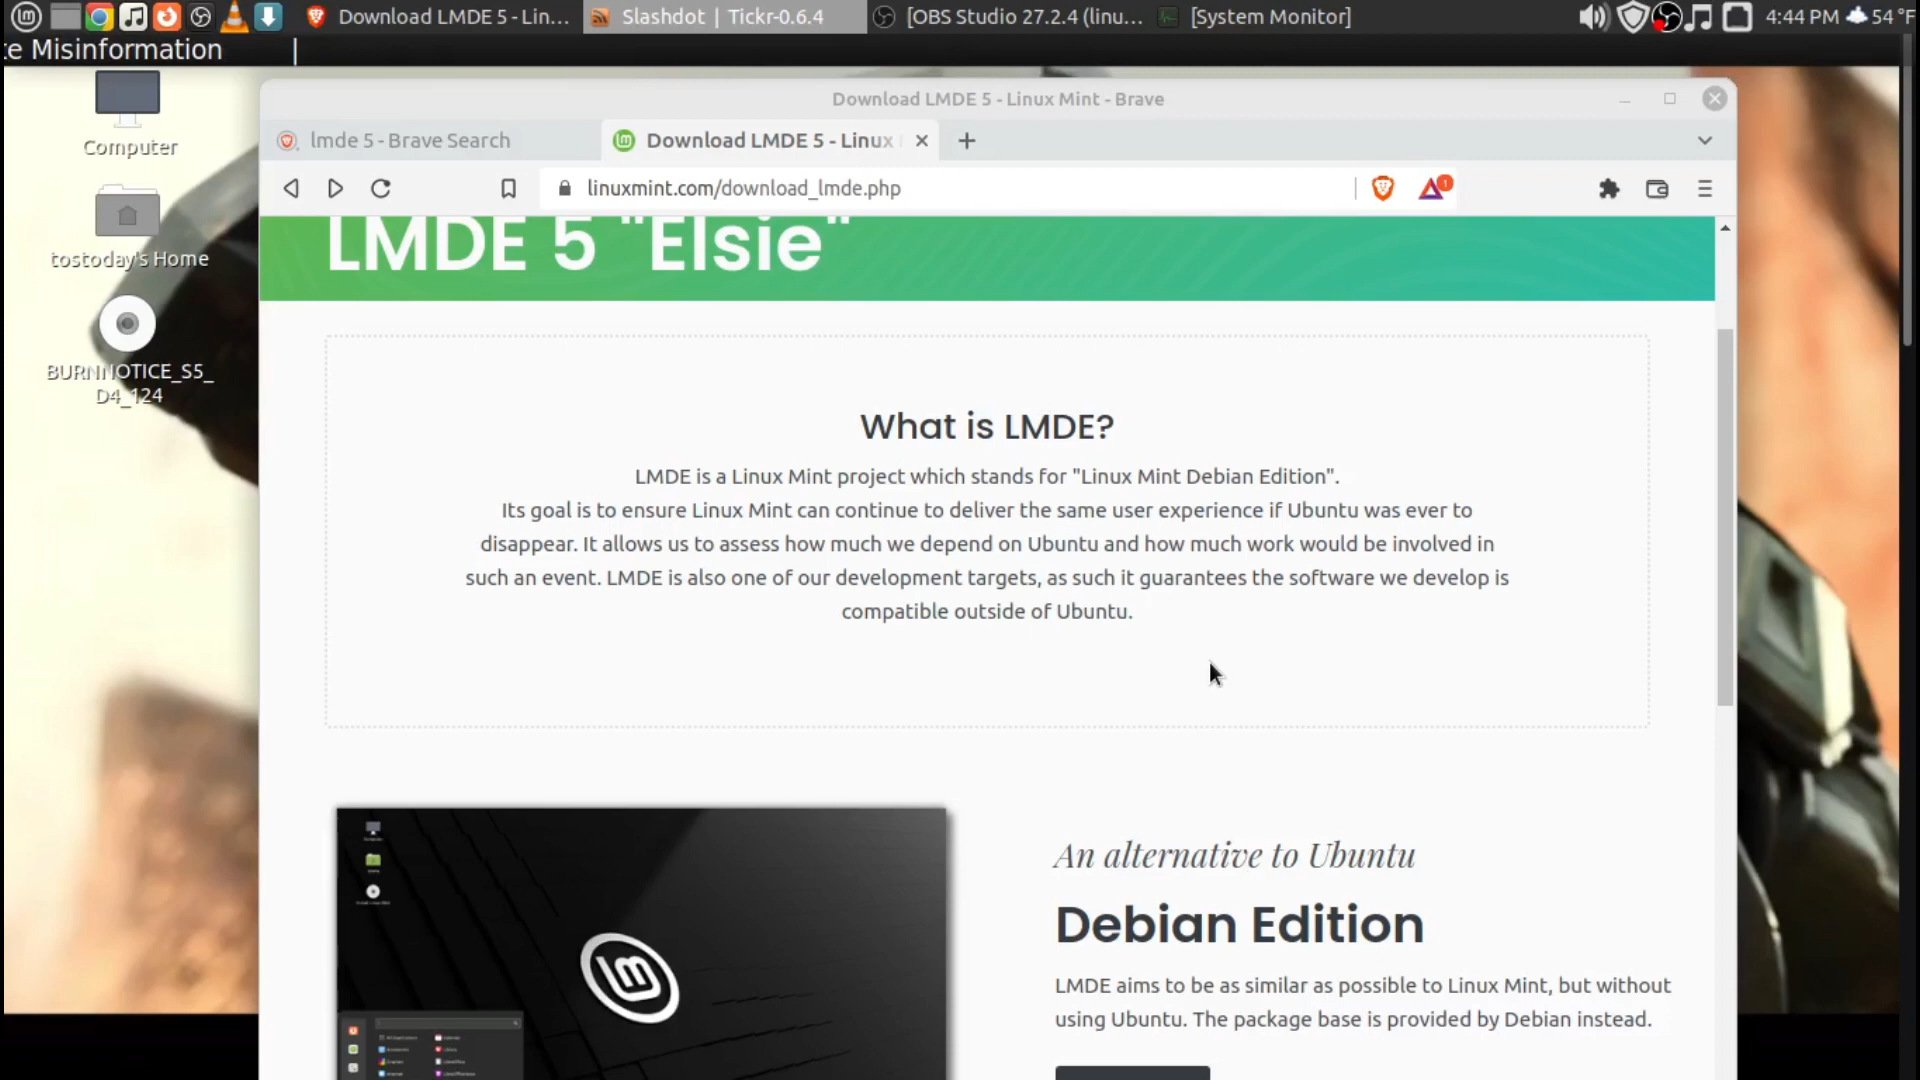 Download LMDE 5 - Lin... Slashdot | Tickr-0.6.4 [OBS Studio 27.2.4 (linu... [System Monitor] 4:44 PM 54 °F
te Misinformation |
Computer
tostoday's Home
BURNNOTICE_S5_
D4_124
Download LMDE 5 - Linux Mint - Brave
lmde 5 - Brave Search
Download LMDE 5 - Linux
linuxmint.com/download_lmde.php
1
LMDE 5 "Elsie"
What is LMDE?
LMDE is a Linux Mint project which stands for "Linux Mint Debian Edition".
Its goal is to ensure Linux Mint can continue to deliver the same user experience if Ubuntu was ever to
disappear. It allows us to assess how much we depend on Ubuntu and how much work would be involved in
such an event. LMDE is also one of our development targets, as such it guarantees the software we develop is
compatible outside of Ubuntu.
An alternative to Ubuntu
Debian Edition
LMDE aims to be as similar as possible to Linux Mint, but without
using Ubuntu. The package base is provided by Debian instead.